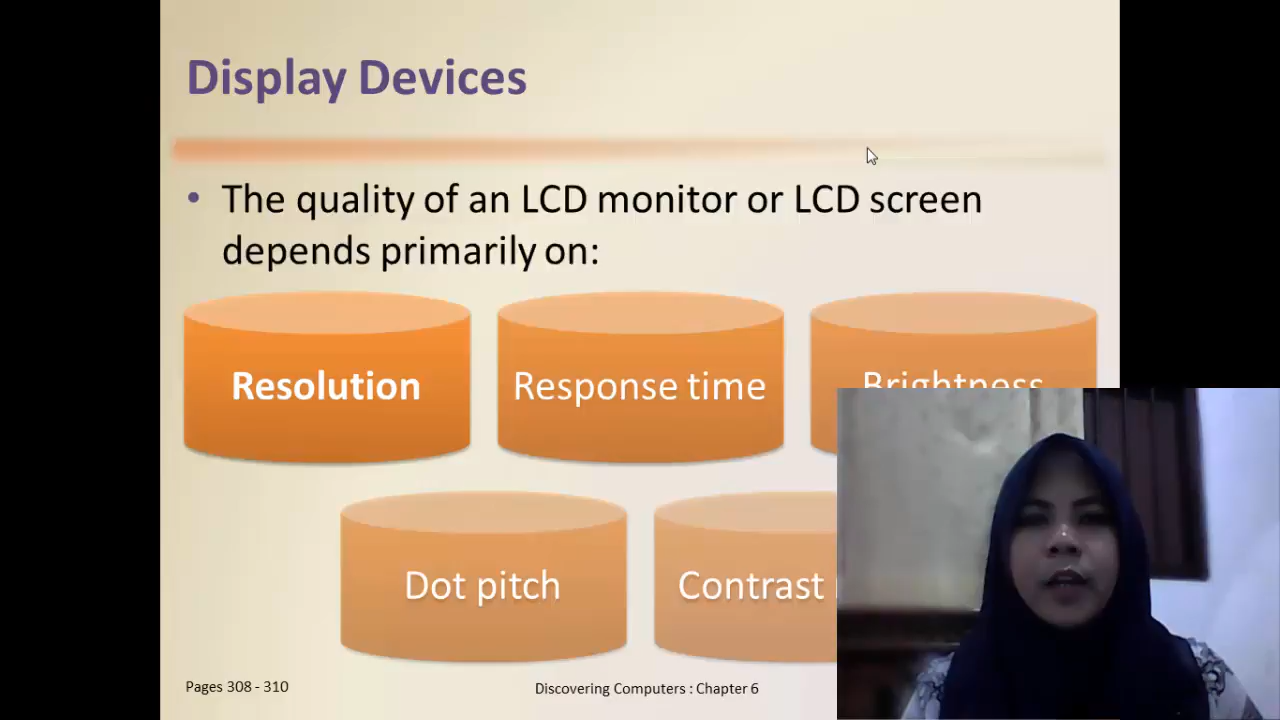 Display Devices
• The quality of an LCD monitor or LCD screen
depends primarily on:
Resolution
Response time
Brightness
Dot pitch
Contrast
Pages 308 - 310
Discovering Computers : Chapter 6